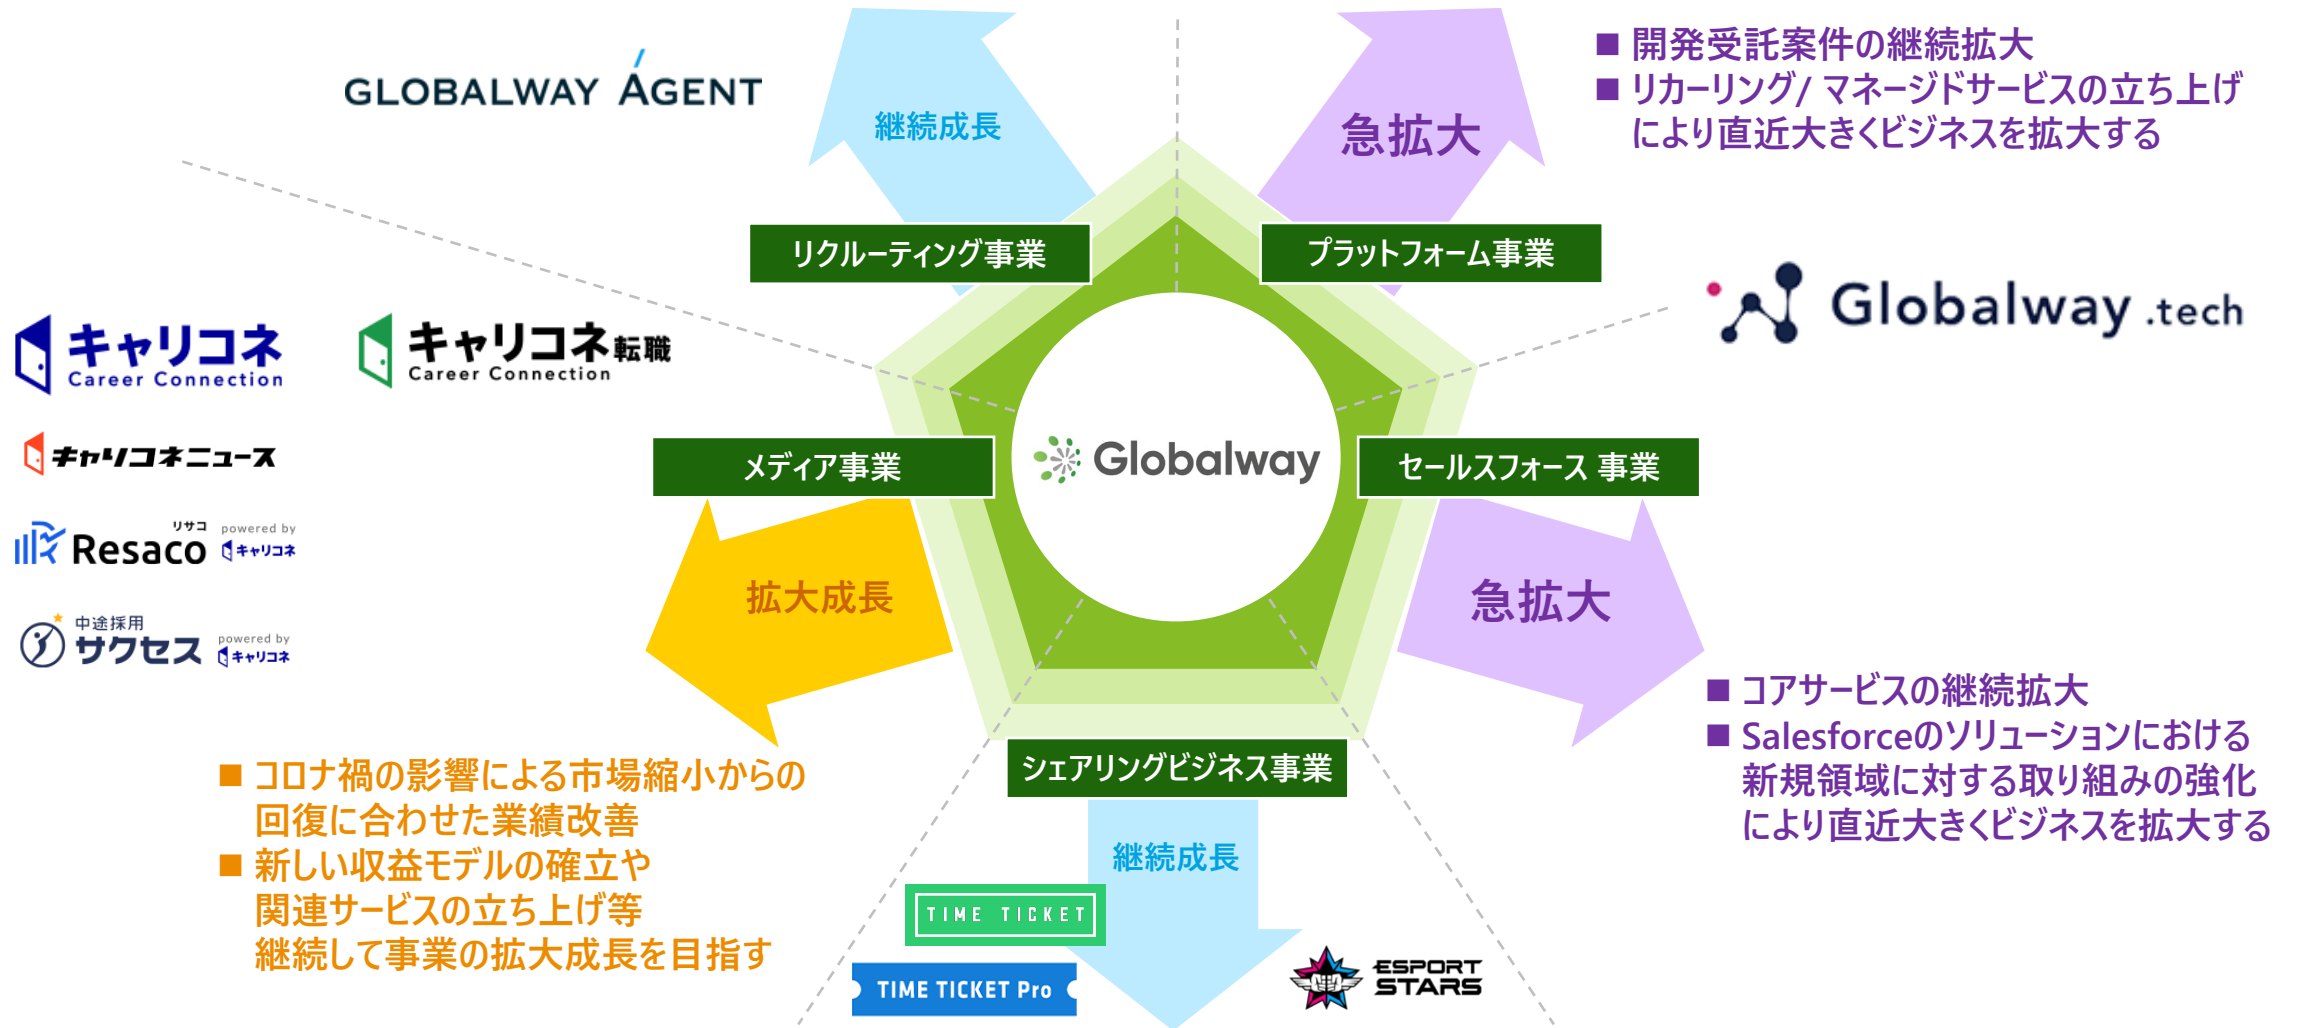 GLOBALWAY AGENT
継続成長
急拡大
■ 開発受託案件の継続拡大
■ リカーリング/ マネージドサービスの立ち上げ
により直近大きくビジネスを拡大する
リクルーティング事業
プラットフォーム事業
Globalway .tech
キャリコネ
Career Connection
キャリコネ転職
Career Connection
キャリコネニュース
リサコ
Resaco
powered by
キャリコネ
中途採用
サクセス
powered by
キャリコネ
メディア事業
Globalway
セールスフォース 事業
拡大成長
急拡大
■ コアサービスの継続拡大
■ Salesforceのソリューションにおける
新規領域に対する取り組みの強化
により直近大きくビジネスを拡大する
■ コロナ禍の影響による市場縮小からの
回復に合わせた業績改善
■ 新しい収益モデルの確立や
関連サービスの立ち上げ等
継続して事業の拡大成長を目指す
シェアリングビジネス事業
継続成長
TIME TICKET
TIME TICKET Pro
ESPORT
STARS